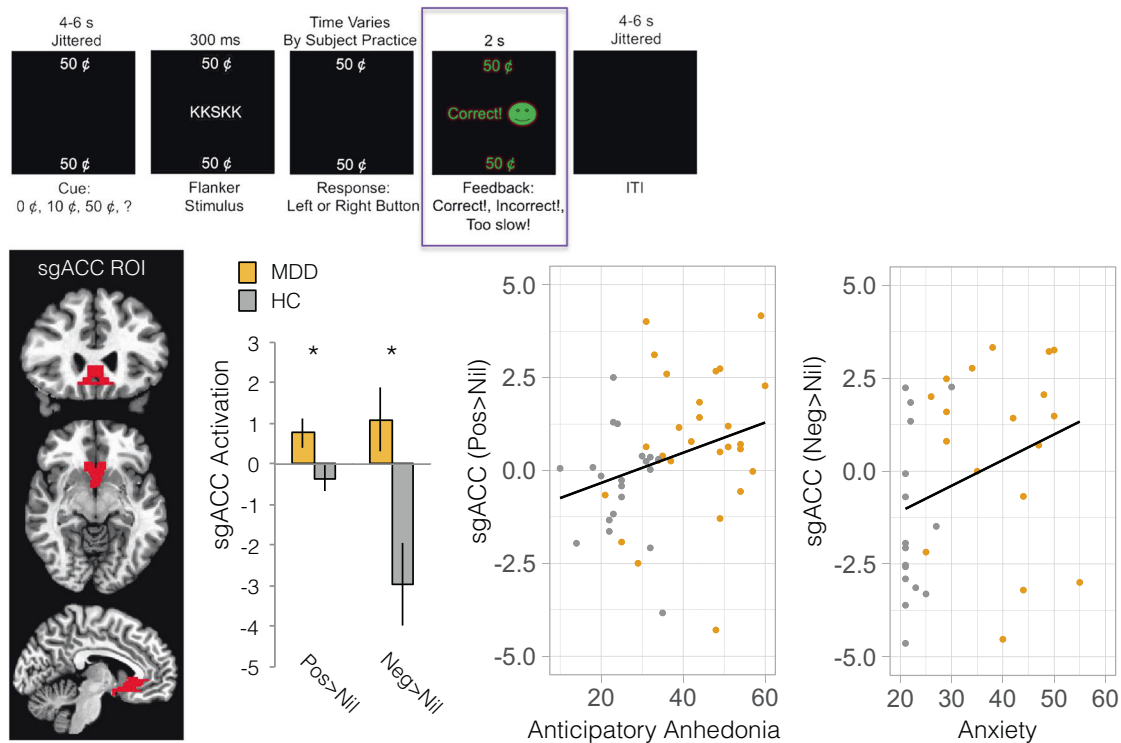 4-6 s
Jittered
300 ms
Time Varies
By Subject Practice
2 s
4-6 s
Jittered
50 ¢
50 ¢
50 ¢
50 ¢
KKSKK
Correct!
50 ¢
50 ¢
50 ¢
50 ¢
Cue:
0 ¢, 10 ¢, 50 ¢, ?
Flanker
Stimulus
Response:
Left or Right Button
Feedback:
Correct!, Incorrect!,
Too slow!
ITI
sgACC ROI
MDD
HC
sgACC Activation
3
2
1
0
-1
-2
-3
-4
-5
Pos>Nil
Neg>Nil
sgACC (Pos>Nil)
5.0
2.5
0.0
-2.5
-5.0
20
40
60
Anticipatory Anhedonia
sgACC (Neg>Nil)
5.0
2.5
0.0
-2.5
-5.0
20
30
40
50
60
Anxiety
* *